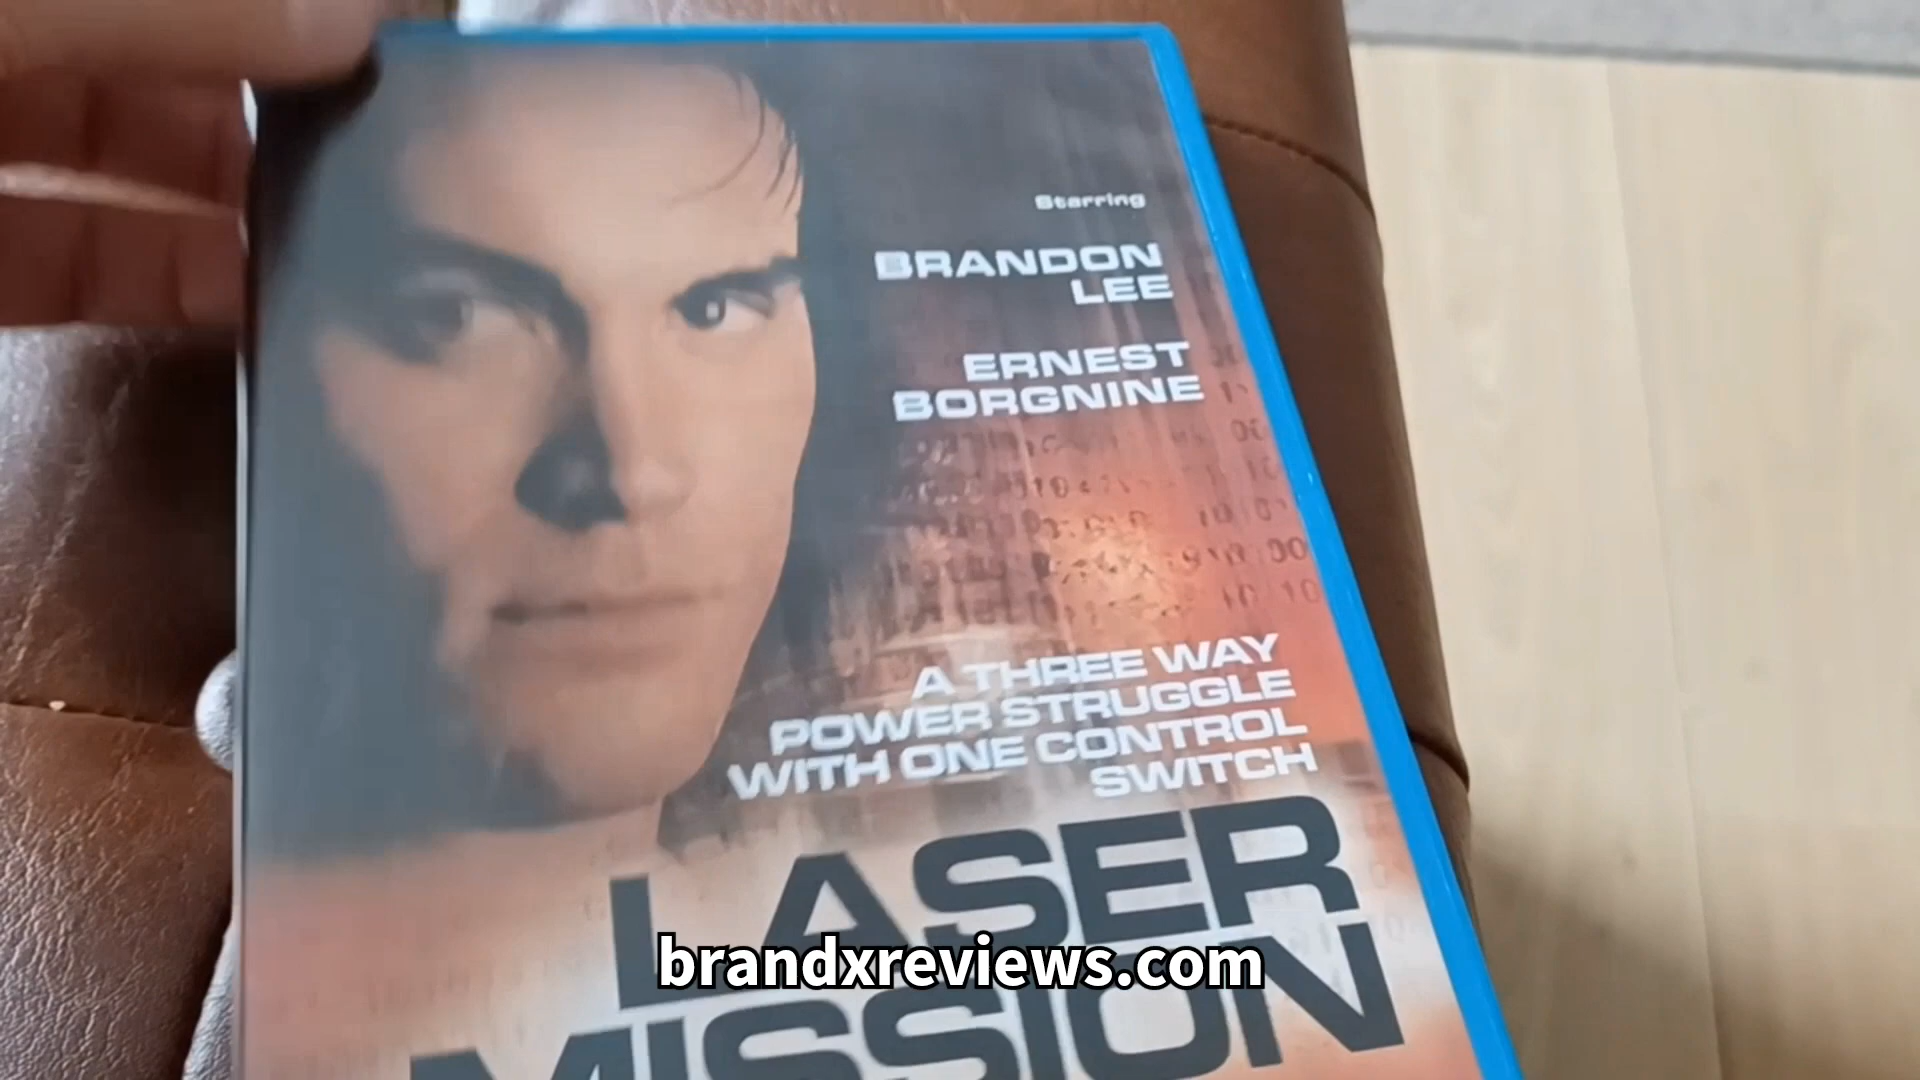 Starring
BRANDON
LEE
ERNEST
BORGNINE
A THREE WAY
POWER STRUGGLE
WITH ONE CONTROL
SWITCH
LASER
MISSION
brandxreviews.com